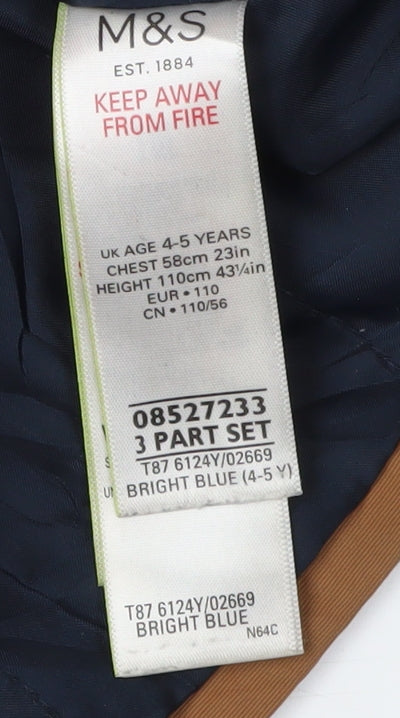 M&S
EST. 1884
KEEP AWAY
FROM FIRE
UK AGE 4-5 YEARS
CHEST 58cm 23in
HEIGHT 110cm 43¼in
EUR • 110
CN • 110/56
08527233
3 PART SET
T87 6124Y/02669
BRIGHT BLUE (4-5 Y)
T87 6124Y/02669
BRIGHT BLUE
N64C